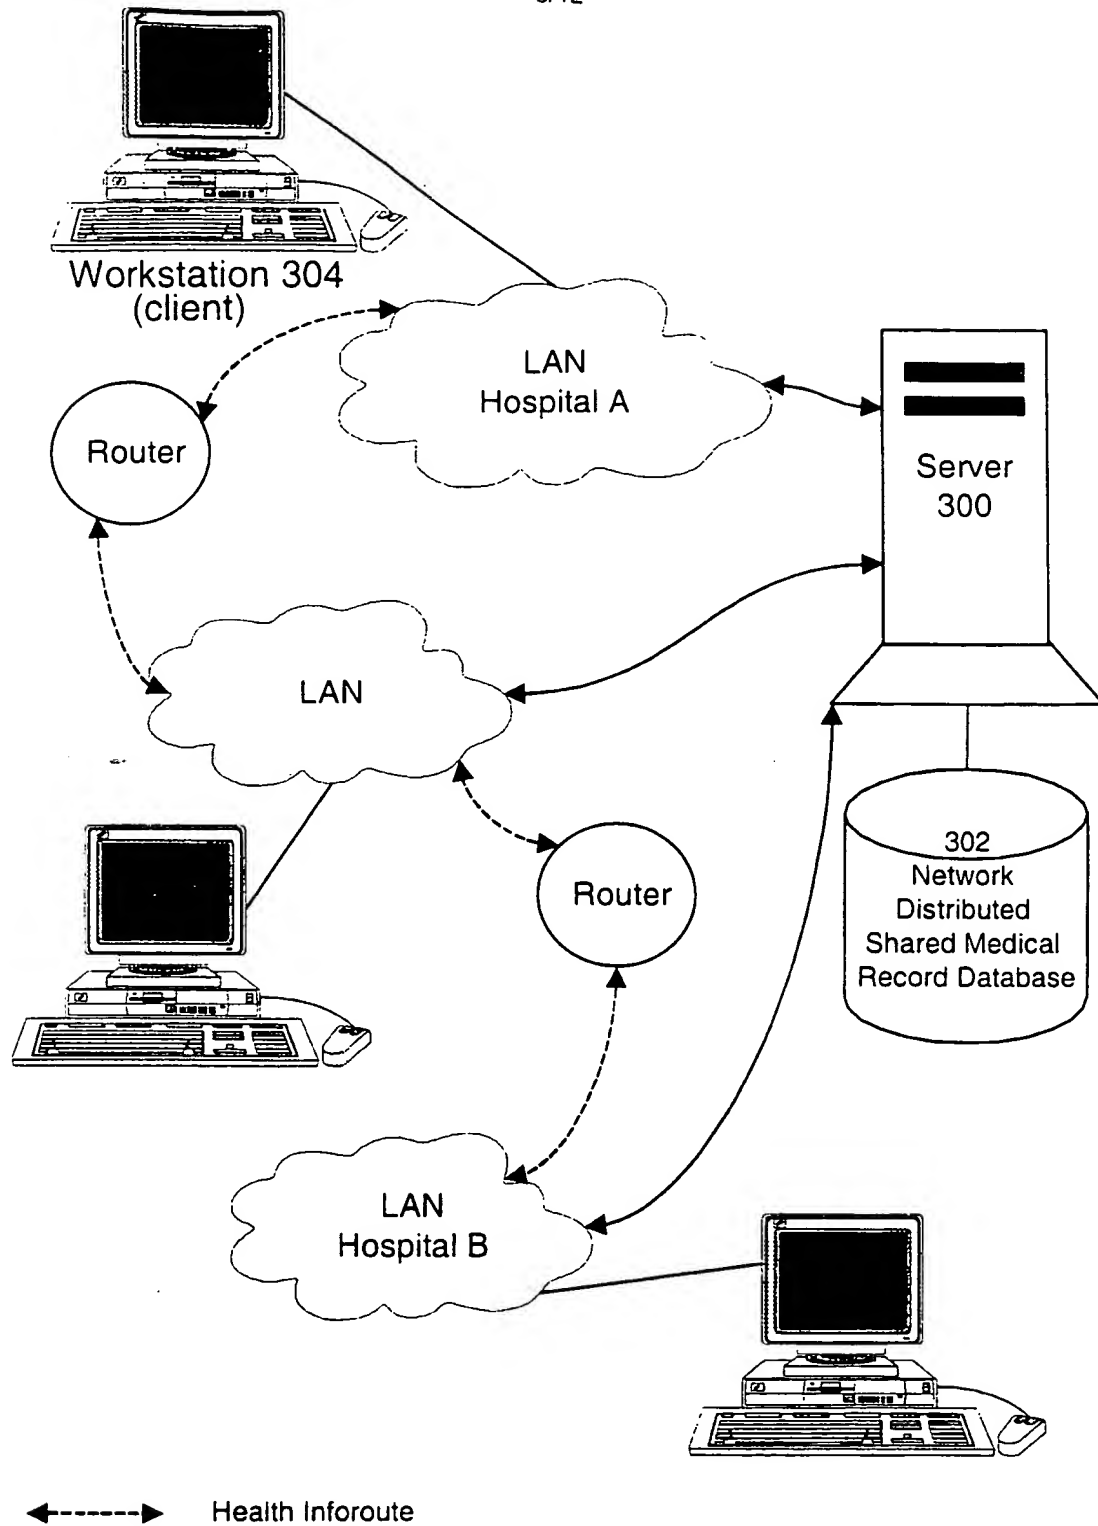 Workstation 304
(client)
LAN
Hospital A
Router
Server
300
LAN
Router
302
Network
Distributed
Shared Medical
Record Database
LAN
Hospital B
Health Inforoute